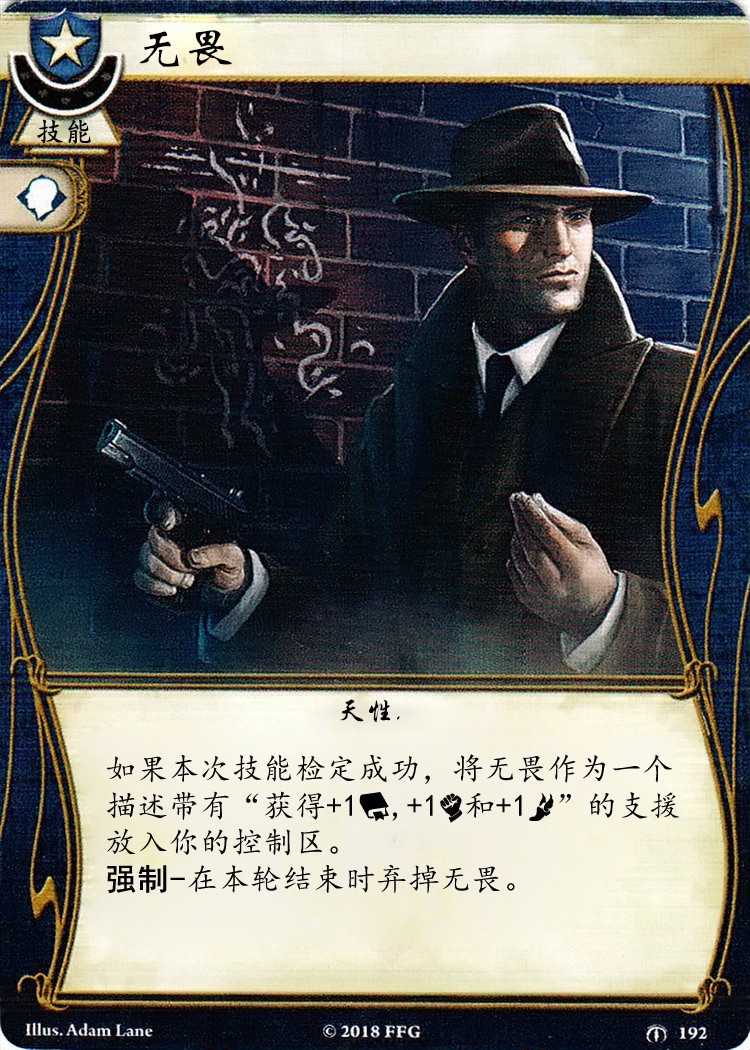 无畏
技能
天性.
如果本次技能检定成功，将无畏作为一个
描述带有“获得+1，+1和+1”的支援
放入你的控制区。
强制-在本轮结束时弃掉无畏。
Illus. Adam Lane
© 2018 FFG
192